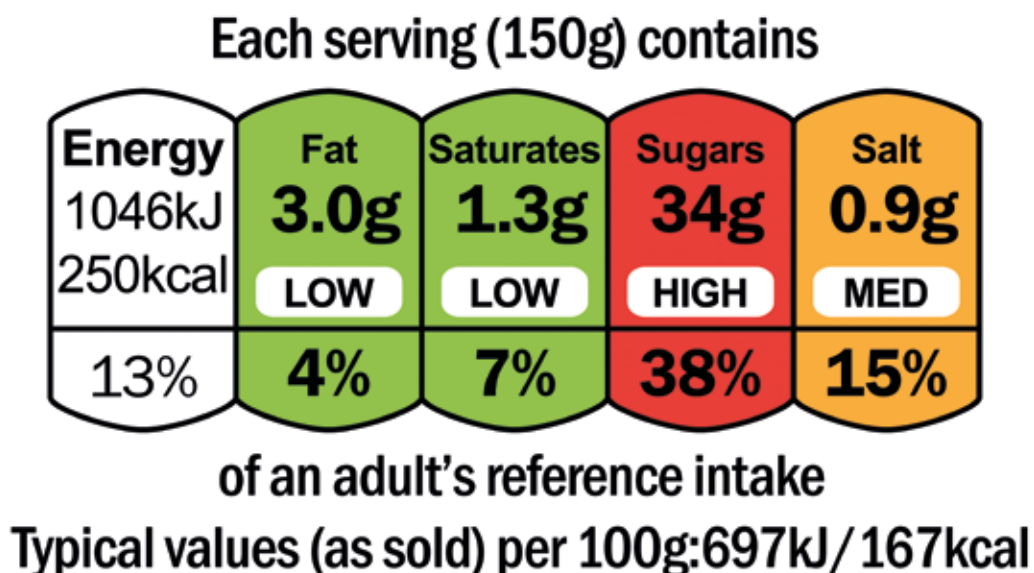 Each serving (150g) contains
Energy Fat Saturates Sugars Salt
1046kJ 3.0g 1.3g 34g 0.9g
250kcal LOW LOW HIGH MED
13% 4% 7% 38% 15%
of an adult's reference intake
Typical values (as sold) per 100g:697kJ/167kcal